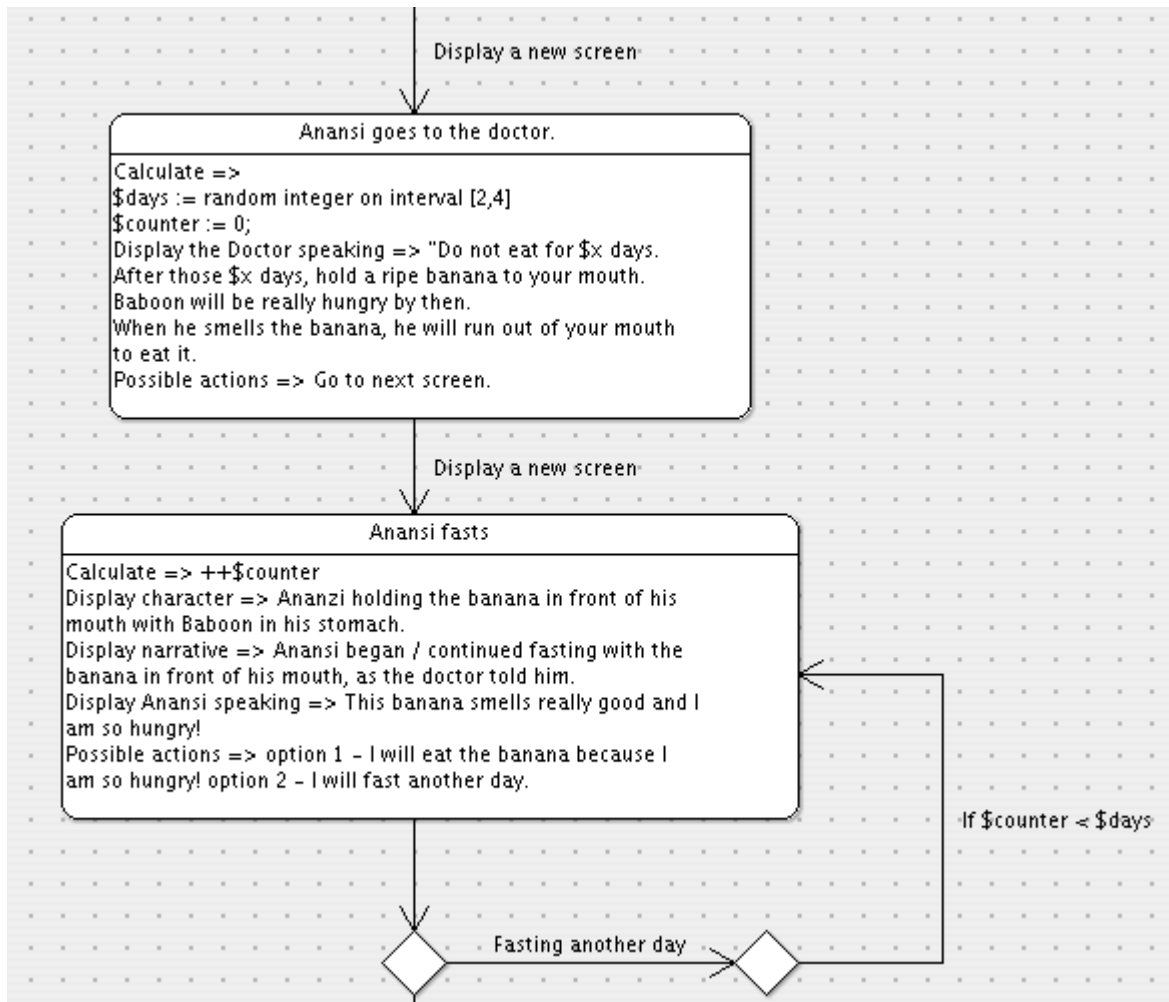 Display a new screen
Anansi goes to the doctor.
Calculate =>
$days := random integer on interval [2,4]
$counter := 0;
Display the Doctor speaking => "Do not eat for $x days.
After those $x days, hold a ripe banana to your mouth.
Baboon will be really hungry by then.
When he smells the banana, he will run out of your mouth
to eat it.
Possible actions => Go to next screen.
Display a new screen
Anansi fasts
Calculate => ++$counter
Display character => Ananzi holding the banana in front of his
mouth with Baboon in his stomach.
Display narrative => Anansi began / continued fasting with the
banana in front of his mouth, as the doctor told him.
Display Anansi speaking => This banana smells really good and I
am so hungry!
Possible actions => option 1 - I will eat the banana because I
am so hungry! option 2 - I will fast another day.
If $counter < $days
Fasting another day